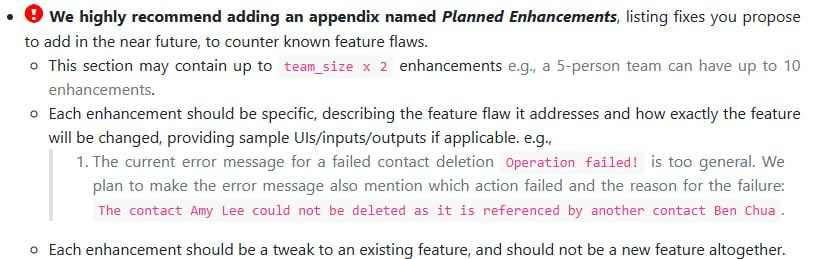 • ! We highly recommend adding an appendix named Planned Enhancements, listing fixes you propose
to add in the near future, to counter known feature flaws.
○ This section may contain up to team_size x 2 enhancements e.g., a 5-person team can have up to 10
enhancements.
○ Each enhancement should be specific, describing the feature flaw it addresses and how exactly the feature
will be changed, providing sample UIs/inputs/outputs if applicable. e.g.,
1. The current error message for a failed contact deletion Operation failed! is too general. We
plan to make the error message also mention which action failed and the reason for the failure:
The contact Amy Lee could not be deleted as it is referenced by another contact Ben Chua.
○ Each enhancement should be a tweak to an existing feature, and should not be a new feature altogether.